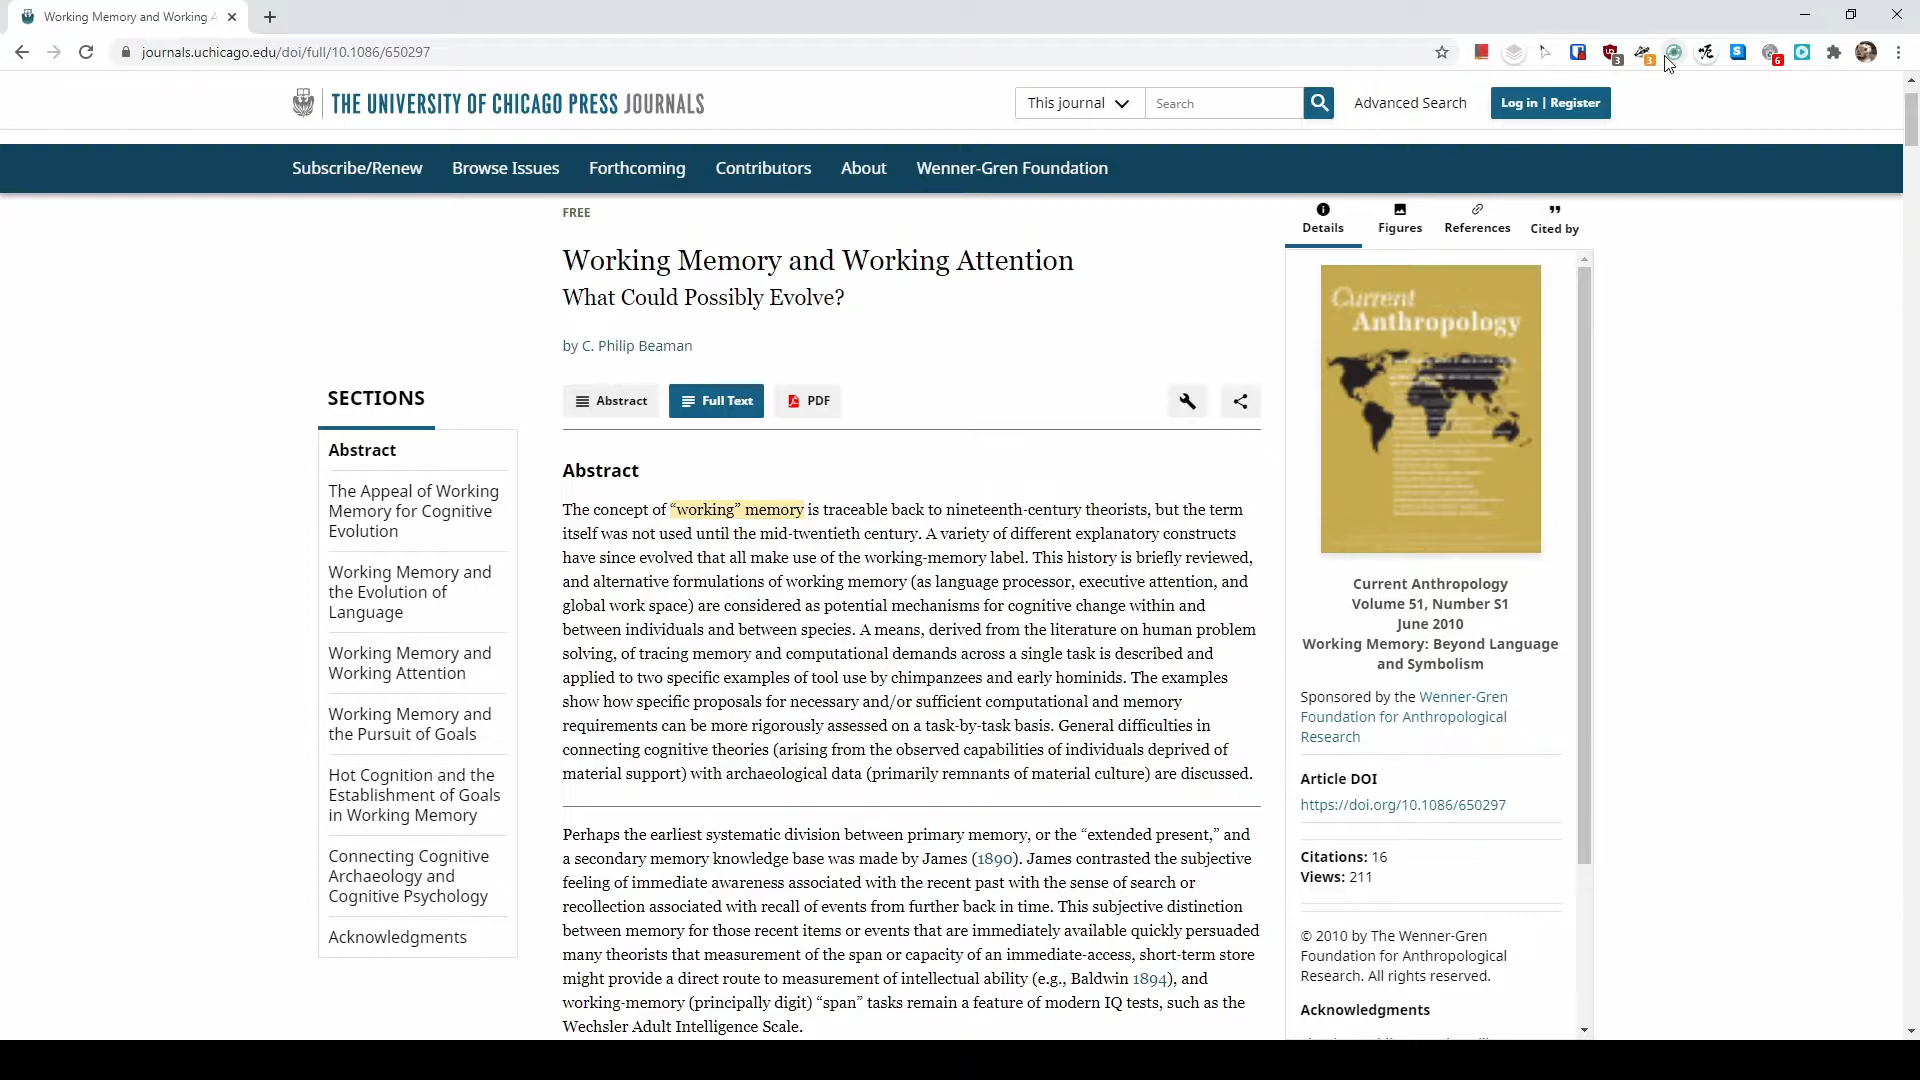 Working Memory and Working A
journals.uchicago.edu/doi/full/10.1086/650297
3
3
6
THE UNIVERSITY OF CHICAGO PRESS JOURNALS
This journal
Search
Advanced Search
Log in | Register
Subscribe/Renew
Browse Issues
Forthcoming
Contributors
About
Wenner-Gren Foundation
FREE
Working Memory and Working Attention
What Could Possibly Evolve?
by C. Philip Beaman
Abstract
Full Text
PDF
SECTIONS
Abstract
The Appeal of Working
Memory for Cognitive
Evolution
Working Memory and
the Evolution of
Language
Working Memory and
Working Attention
Working Memory and
the Pursuit of Goals
Hot Cognition and the
Establishment of Goals
in Working Memory
Connecting Cognitive
Archaeology and
Cognitive Psychology
Acknowledgments
Abstract
The concept of “working” memory is traceable back to nineteenth-century theorists, but the term
itself was not used until the mid-twentieth century. A variety of different explanatory constructs
have since evolved that all make use of the working-memory label. This history is briefly reviewed,
and alternative formulations of working memory (as language processor, executive attention, and
global work space) are considered as potential mechanisms for cognitive change within and
between individuals and between species. A means, derived from the literature on human problem
solving, of tracing memory and computational demands across a single task is described and
applied to two specific examples of tool use by chimpanzees and early hominids. The examples
show how specific proposals for necessary and/or sufficient computational and memory
requirements can be more rigorously assessed on a task-by-task basis. General difficulties in
connecting cognitive theories (arising from the observed capabilities of individuals deprived of
material support) with archaeological data (primarily remnants of material culture) are discussed.
Perhaps the earliest systematic division between primary memory, or the “extended present,” and
a secondary memory knowledge base was made by James (1890). James contrasted the subjective
feeling of immediate awareness associated with the recent past with the sense of search or
recollection associated with recall of events from further back in time. This subjective distinction
between memory for those recent items or events that are immediately available quickly persuaded
many theorists that measurement of the span or capacity of an immediate-access, short-term store
might provide a direct route to measurement of intellectual ability (e.g., Baldwin 1894), and
working-memory (principally digit) “span” tasks remain a feature of modern IQ tests, such as the
Wechsler Adult Intelligence Scale.
Details
Figures
References
Cited by
Current
Anthropology
Current Anthropology
Volume 51, Number S1
June 2010
Working Memory: Beyond Language
and Symbolism
Sponsored by the Wenner-Gren
Foundation for Anthropological
Research
Article DOI
https://doi.org/10.1086/650297
Citations: 16
Views: 211
© 2010 by The Wenner-Gren
Foundation for Anthropological
Research. All rights reserved.
Acknowledgments